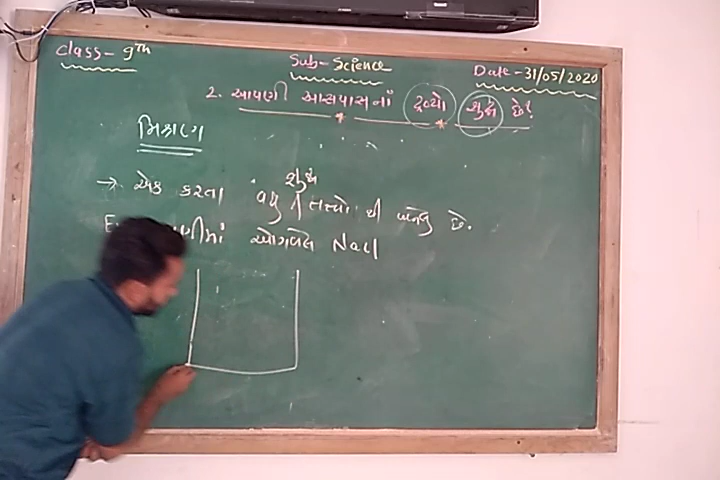 Class - 9th
Sub - Science
Date - 31/05/2020
2. આપણી આસપાસનાં દ્રવ્યો શુદ્ધ છે?
મિશ્રણ
શુદ્ધ
→ એક કરતા વધુ તત્વો થી બનેલુ છે.
ઓગળેલ Nacl